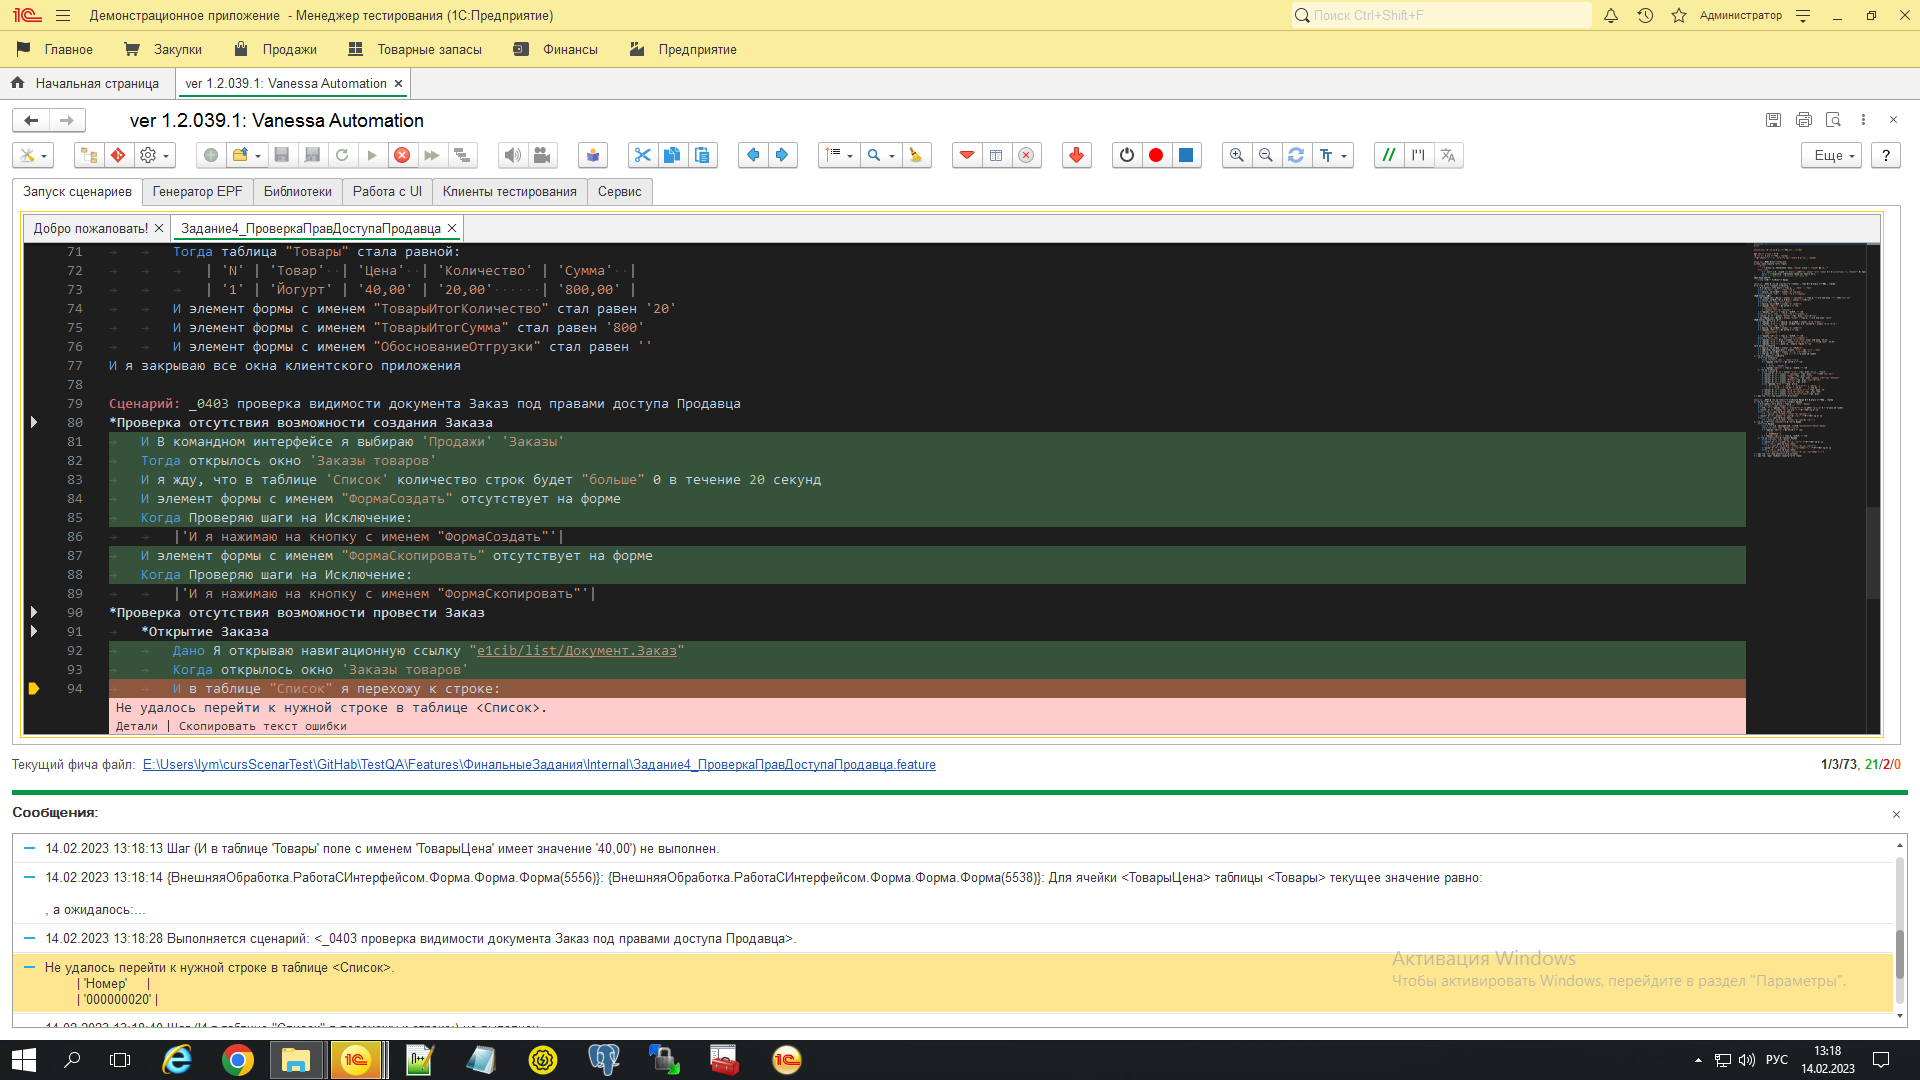 Демонстрационное приложение - Менеджер тестирования (1С:Предприятие)
Поиск Ctrl+Shift+F
Администратор
Главное
Закупки
Продажи
Товарные запасы
Финансы
Предприятие
Начальная страница
ver 1.2.039.1: Vanessa Automation ×
ver 1.2.039.1: Vanessa Automation
Еще
?
Запуск сценариев
Генератор EPF
Библиотеки
Работа с UI
Клиенты тестирования
Сервис
Добро пожаловать! ×
Задание4_ПроверкаПравДоступаПродавца ×
71 Тогда таблица "Товары" стала равной:
72 | 'N' | 'Товар' | 'Цена' | 'Количество' | 'Сумма' |
73 | '1' | 'Йогурт' | '40,00' | '20,00' | '800,00' |
74 И элемент формы с именем "ТоварыИтогКоличество" стал равен '20'
75 И элемент формы с именем "ТоварыИтогСумма" стал равен '800'
76 И элемент формы с именем "ОбоснованиеОтгрузки" стал равен ''
77 И я закрываю все окна клиентского приложения
78
79 Сценарий: _0403 проверка видимости документа Заказ под правами доступа Продавца
80 *Проверка отсутствия возможности создания Заказа
81 И В командном интерфейсе я выбираю 'Продажи' 'Заказы'
82 Тогда открылось окно 'Заказы товаров'
83 И я жду, что в таблице 'Список' количество строк будет "больше" 0 в течение 20 секунд
84 И элемент формы с именем "ФормаСоздать" отсутствует на форме
85 Когда Проверяю шаги на Исключение:
86 |'И я нажимаю на кнопку с именем "ФормаСоздать"'|
87 И элемент формы с именем "ФормаСкопировать" отсутствует на форме
88 Когда Проверяю шаги на Исключение:
89 |'И я нажимаю на кнопку с именем "ФормаСкопировать"'|
90 *Проверка отсутствия возможности провести Заказ
91 *Открытие Заказа
92 Дано Я открываю навигационную ссылку "e1cib/list/Документ.Заказ"
93 Когда открылось окно 'Заказы товаров'
94 И в таблице "Список" я перехожу к строке:
Не удалось перейти к нужной строке в таблице <Список>.
Детали | Скопировать текст ошибки
Текущий фича файл: E:\Users\lym\cursScenarTest\GitHab\TestQA\Features\ФинальныеЗадания\Internal\Задание4_ПроверкаПравДоступаПродавца.feature
1/3/73, 21/2/0
Сообщения:
14.02.2023 13:18:13 Шаг (И в таблице 'Товары' поле с именем 'ТоварыЦена' имеет значение '40,00') не выполнен.
14.02.2023 13:18:14 {ВнешняяОбработка.РаботаСИнтерфейсом.Форма.Форма.Форма(5556)}: {ВнешняяОбработка.РаботаСИнтерфейсом.Форма.Форма.Форма(5538)}: Для ячейки <ТоварыЦена> таблицы <Товары> текущее значение равно:
, а ожидалось:...
14.02.2023 13:18:28 Выполняется сценарий: <_0403 проверка видимости документа Заказ под правами доступа Продавца>.
Не удалось перейти к нужной строке в таблице <Список>.
| 'Номер' |
| '000000020' |
14.02.2023 13:18:40 Шаг (И в таблице "Список" я перехожу к строке:) не выполнен.
Активация Windows
Чтобы активировать Windows, перейдите в раздел "Параметры".
РУС
13:18
14.02.2023